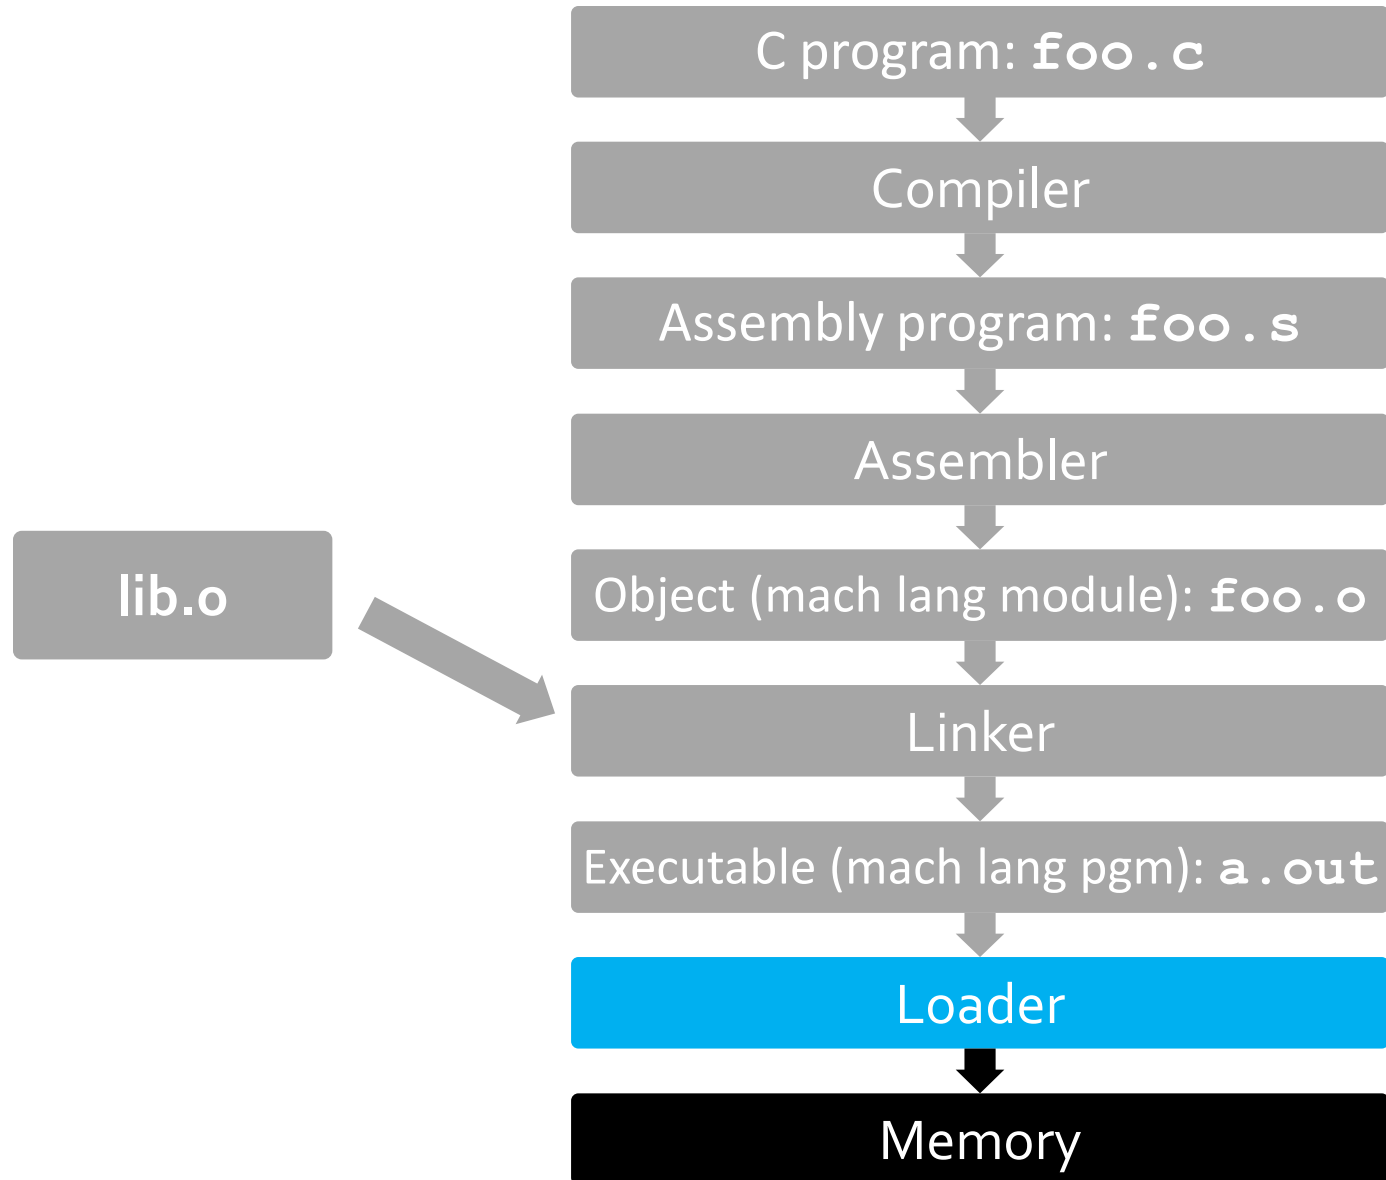 C program: foo.c
Compiler
Assembly program: foo.s
Assembler
lib.o
Object (mach lang module): foo.o
Linker
Executable (mach lang pgm): a.out
Loader
Memory